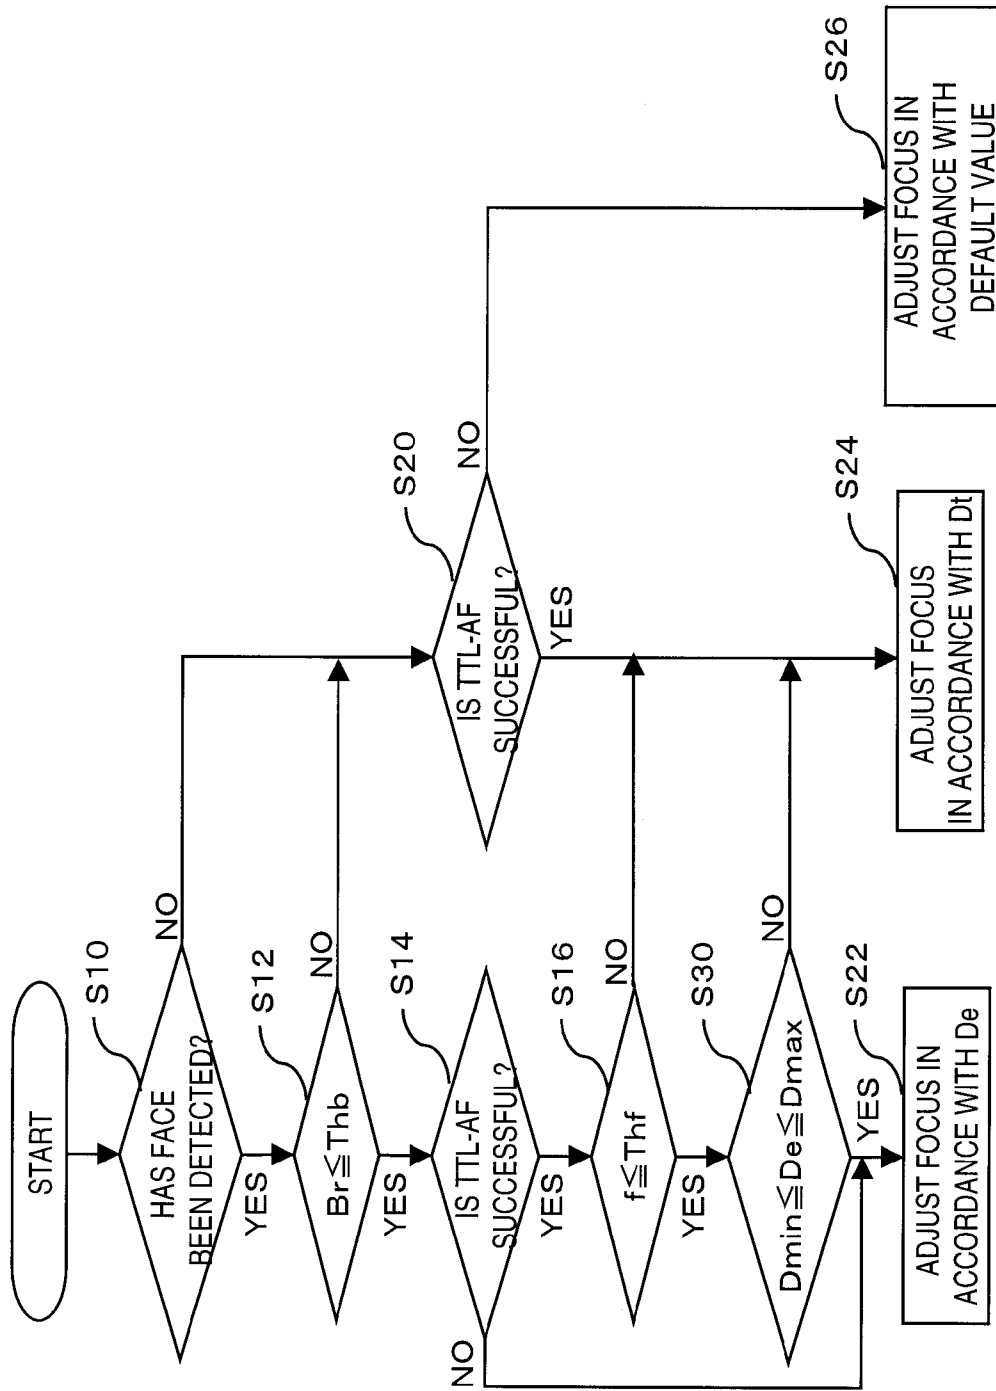 START
S10
HAS FACE
BEEN DETECTED?
NO
YES
S12
Br≦Thb
NO
YES
S14
IS TTL-AF
SUCCESSFUL?
NO
YES
S16
f≦Thf
NO
YES
S30
Dmin≦De≦Dmax
NO
YES
S22
ADJUST FOCUS IN
ACCORDANCE WITH De
S20
IS TTL-AF
SUCCESSFUL?
NO
YES
S24
ADJUST FOCUS
IN ACCORDANCE WITH Dt
S26
ADJUST FOCUS IN
ACCORDANCE WITH
DEFAULT VALUE